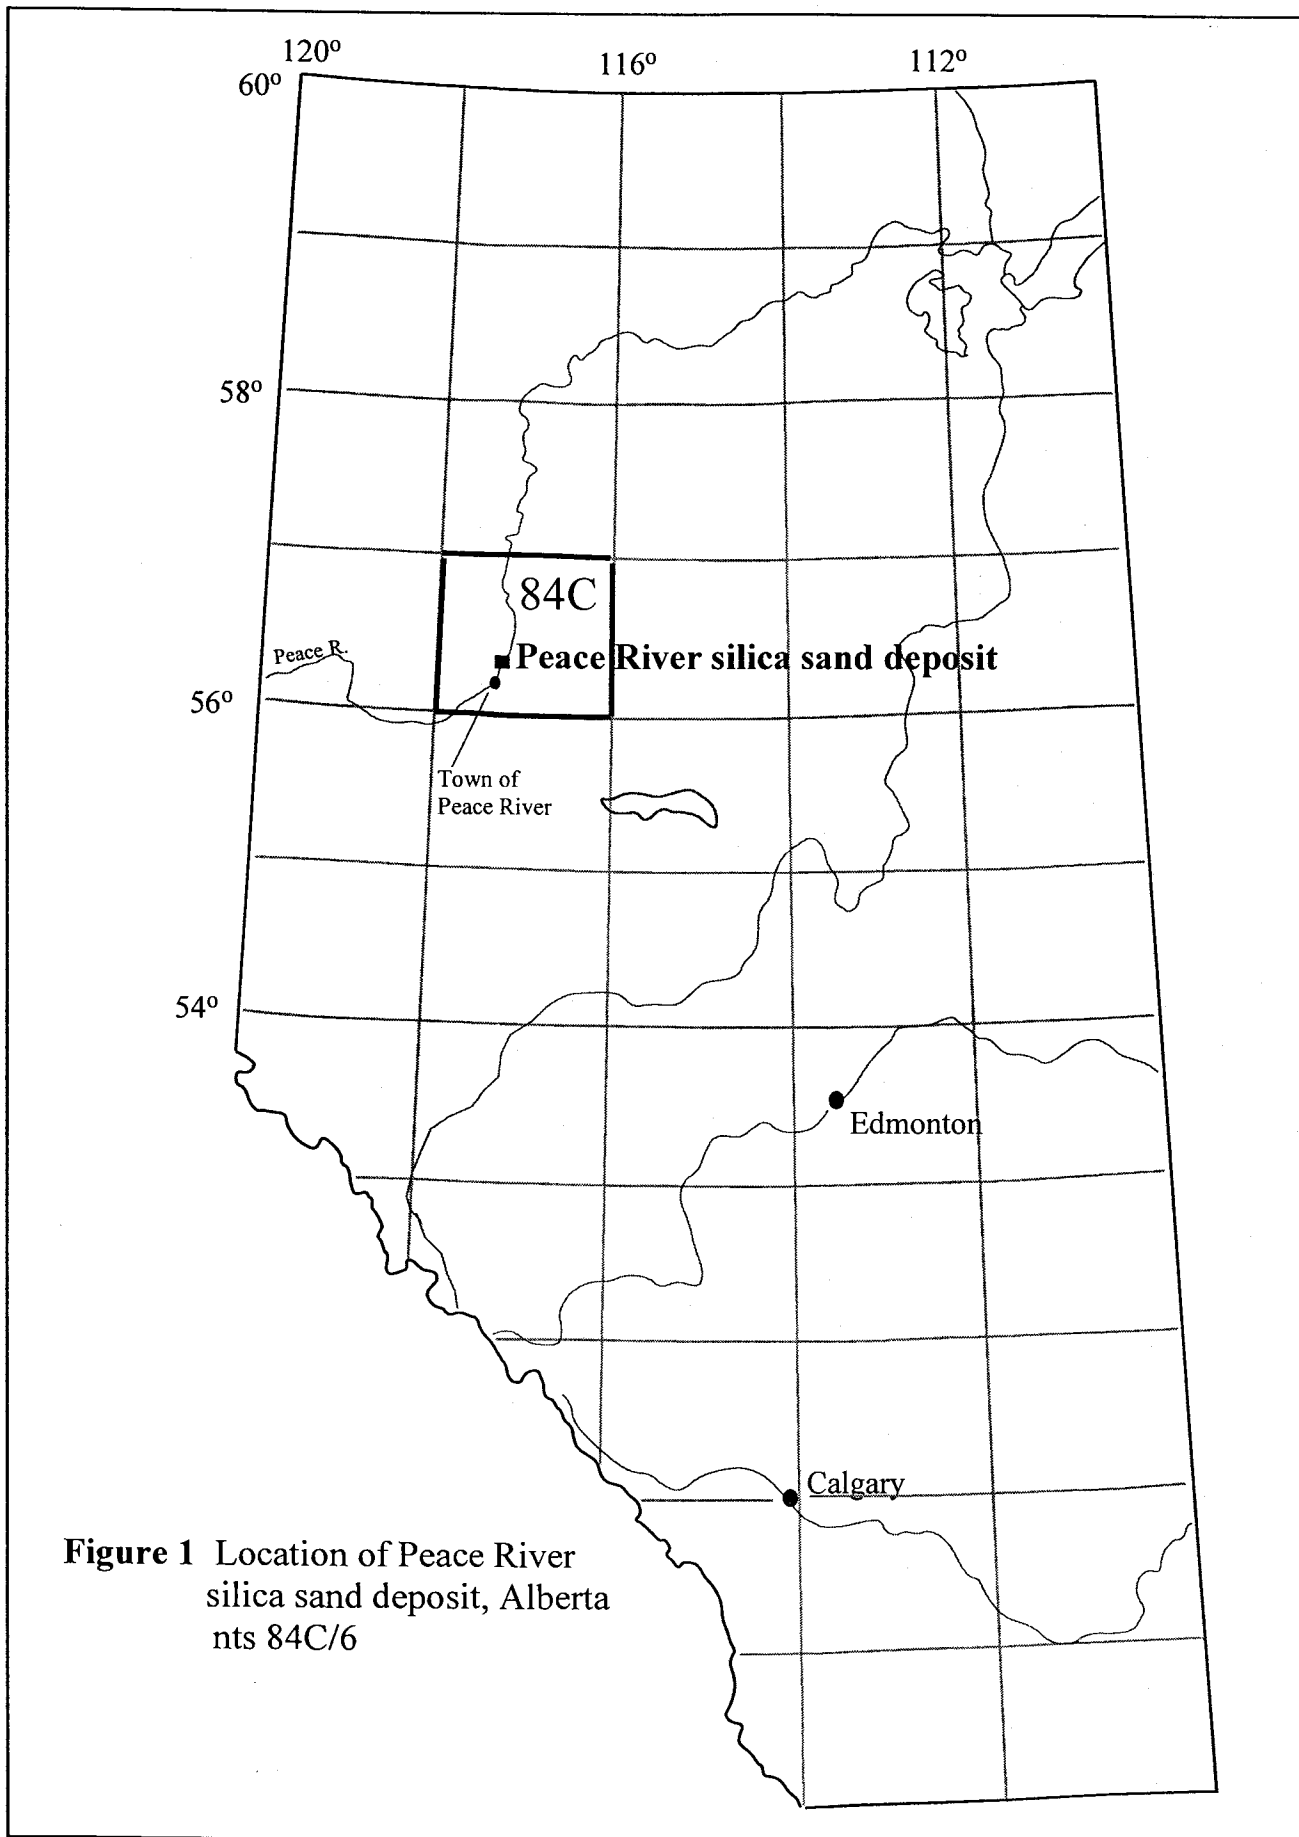 120º
116º
112º
60º
58º
84C
Peace R.
Peace River silica sand deposit
56º
Town of
Peace River
54º
Edmonton
Calgary
Figure 1 Location of Peace River
silica sand deposit, Alberta
nts 84C/6